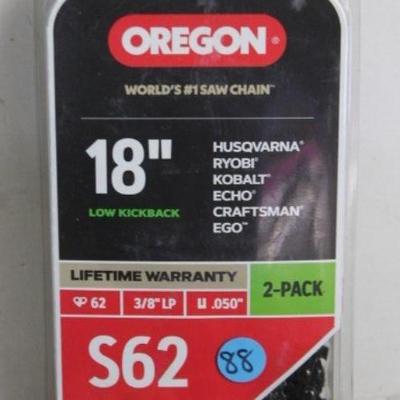 OREGON®
WORLD'S #1 SAW CHAIN™
18"
LOW KICKBACK
HUSQVARNA®
RYOBI®
KOBALT®
ECHO®
CRAFTSMAN®
EGO™
LIFETIME WARRANTY
62
3/8" LP
.050"
2-PACK
S62
88